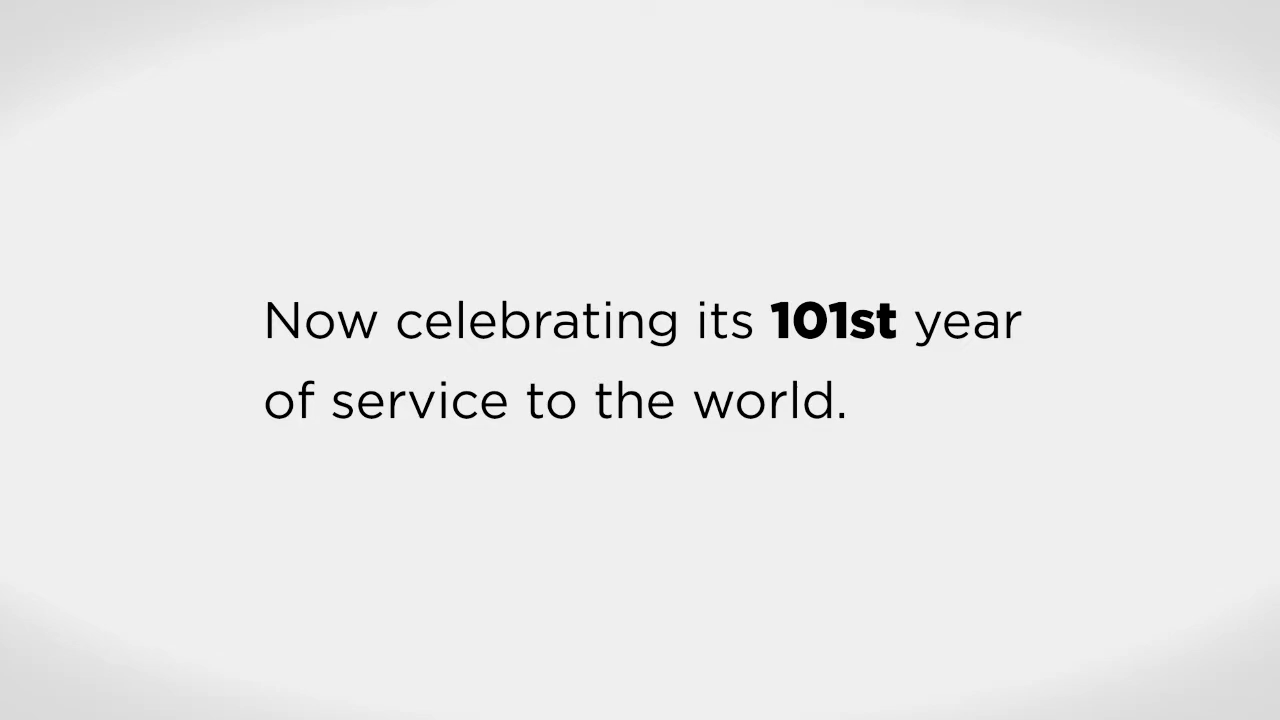 Now celebrating its 101st year
of service to the world.